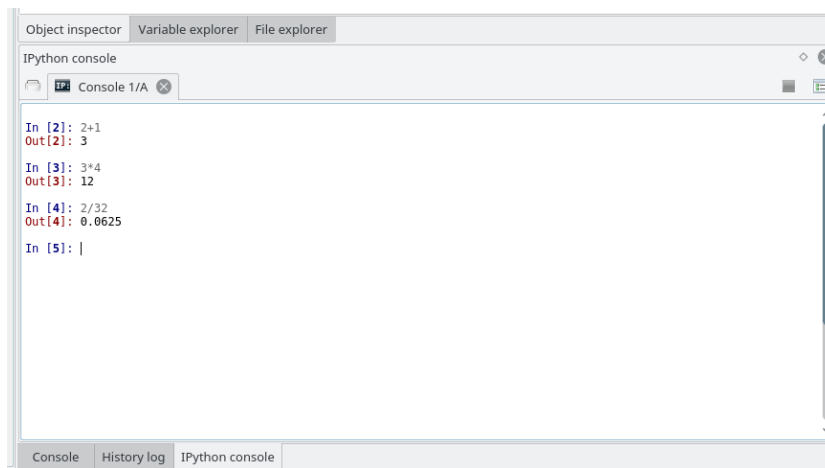 Object inspector Variable explorer File explorer
IPython console
IP: Console 1/A
In [2]: 2+1
Out[2]: 3
In [3]: 3*4
Out[3]: 12
In [4]: 2/32
Out[4]: 0.0625
In [5]:
Console History log IPython console